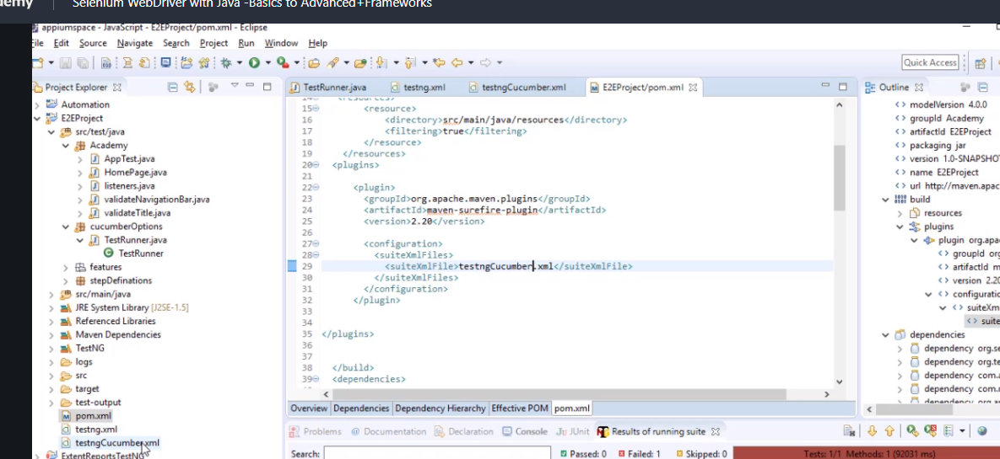 demy
Selenium WebDriver with Java -Basics to Advanced+Frameworks
appiumspace - JavaScript - E2EProject/pom.xml - Eclipse
File Edit Source Navigate Search Project Run Window Help
Quick Access
Project Explorer
Automation
E2EProject
src/test/java
Academy
AppTest.java
HomePage.java
listeners.java
validateNavigationBar.java
validateTitle.java
cucumberOptions
TestRunner.java
TestRunner
features
stepDefinations
src/main/java
JRE System Library [J2SE-1.5]
Referenced Libraries
Maven Dependencies
TestNG
logs
src
target
test-output
pom.xml
testng.xml
testngCucumber.xml
ExtentReportsTestNG
TestRunner.java testng.xml testngCucumber.xml E2EProject/pom.xml
14 <resources>
15 <resource>
16 <directory>src/main/java/resources</directory>
17 <filtering>true</filtering>
18 </resource>
19 </resources>
20 <plugins>
21
22 <plugin>
23 <groupId>org.apache.maven.plugins</groupId>
24 <artifactId>maven-surefire-plugin</artifactId>
25 <version>2.20</version>
26
27 <configuration>
28 <suiteXmlFiles>
29 <suiteXmlFile>testngCucumber.xml</suiteXmlFile>
30 </suiteXmlFiles>
31 </configuration>
32 </plugin>
33
34
35 </plugins>
36
37
38 </build>
39 <dependencies>
Overview Dependencies Dependency Hierarchy Effective POM pom.xml
Outline
modelVersion 4.0.0
groupId Academy
artifactId E2EProject
packaging jar
version 1.0-SNAPSHOT
name E2EProject
url http://maven.apac
build
resources
plugins
plugin org.apa
groupId org
artifactId m
version 2.20
configuratio
suiteXm
suite
dependencies
dependency org.se
dependency org.te
dependency com.a
dependency com.r
dependency org.ap
Problems @ Documentation Declaration Console JUnit Results of running suite
Search: Passed: 0 Failed: 1 Skipped: 0 Tests: 1/1 Methods: 1 (92031 ms)